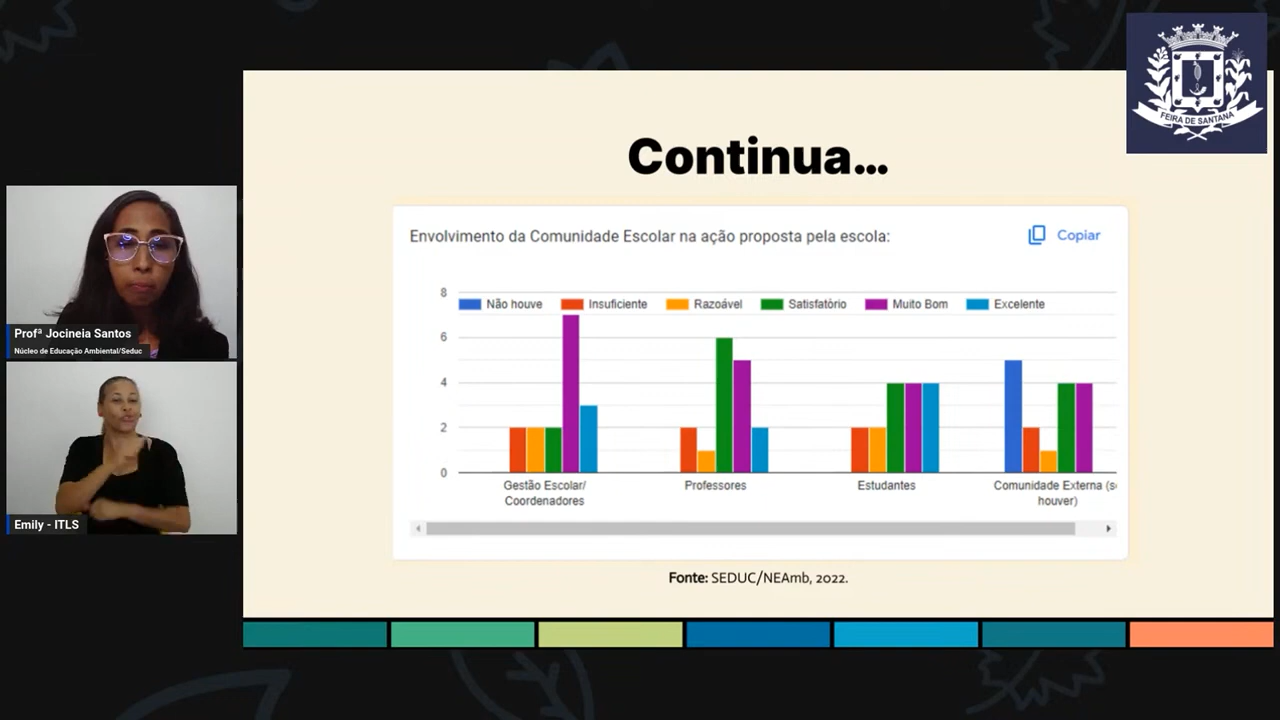 FEIRA DE SANTANA
Continua...
Envolvimento da Comunidade Escolar na ação proposta pela escola:
Copiar
Não houve Insuficiente Razoável Satisfatório Muito Bom Excelente
8
6
4
2
0
Gestão Escolar/
Coordenadores
Professores
Estudantes
Comunidade Externa (se
houver)
Fonte: SEDUC/NEAmb, 2022.
Profª Jocineia Santos
Núcleo de Educação Ambiental/Seduc
Emily - ITLS